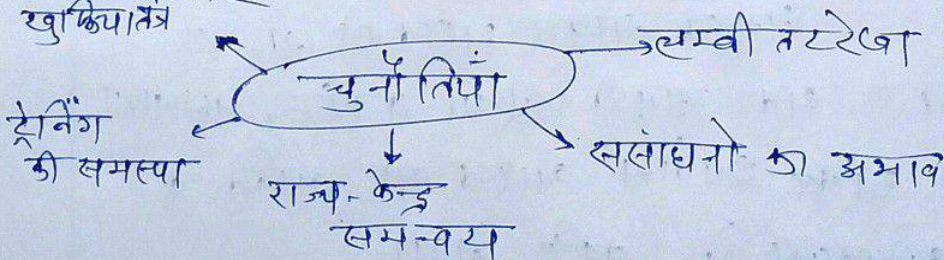 खुफियातंत्र
लम्बी तटरेखा
चुनौतियां
ट्रेनिंग
की समस्या
संसाधनो का अभाव
राज्य - केन्द्र
समन्वय